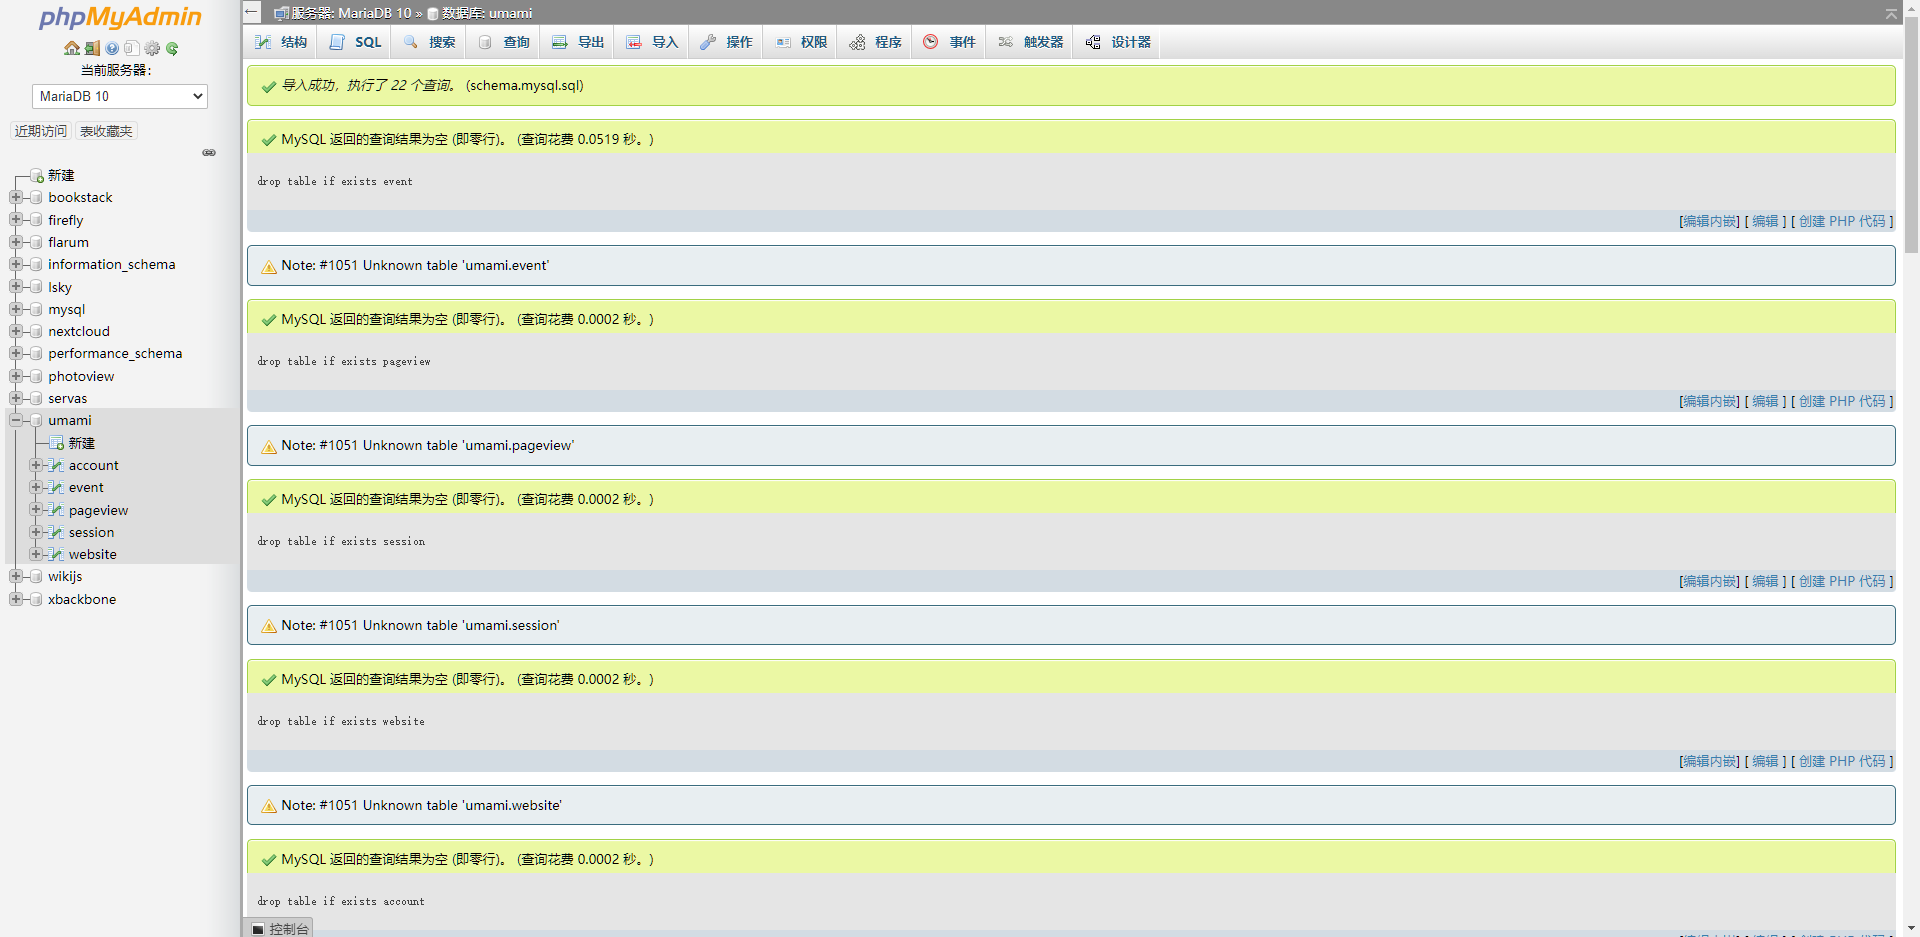 phpMyAdmin
当前服务器：
MariaDB 10
近期访问 表收藏夹
新建
bookstack
firefly
flarum
information_schema
lsky
mysql
nextcloud
performance_schema
photoview
servas
umami
新建
account
event
pageview
session
website
wikijs
xbackbone
服务器: MariaDB 10 » 数据库: umami
结构 SQL 搜索 查询 导出 导入 操作 权限 程序 事件 触发器 设计器
导入成功，执行了 22 个查询。 (schema.mysql.sql)
MySQL 返回的查询结果为空 (即零行)。 (查询花费 0.0519 秒。)
drop table if exists event
[编辑内嵌] [ 编辑 ] [ 创建 PHP 代码 ]
Note: #1051 Unknown table 'umami.event'
MySQL 返回的查询结果为空 (即零行)。 (查询花费 0.0002 秒。)
drop table if exists pageview
[编辑内嵌] [ 编辑 ] [ 创建 PHP 代码 ]
Note: #1051 Unknown table 'umami.pageview'
MySQL 返回的查询结果为空 (即零行)。 (查询花费 0.0002 秒。)
drop table if exists session
[编辑内嵌] [ 编辑 ] [ 创建 PHP 代码 ]
Note: #1051 Unknown table 'umami.session'
MySQL 返回的查询结果为空 (即零行)。 (查询花费 0.0002 秒。)
drop table if exists website
[编辑内嵌] [ 编辑 ] [ 创建 PHP 代码 ]
Note: #1051 Unknown table 'umami.website'
MySQL 返回的查询结果为空 (即零行)。 (查询花费 0.0002 秒。)
drop table if exists account
控制台